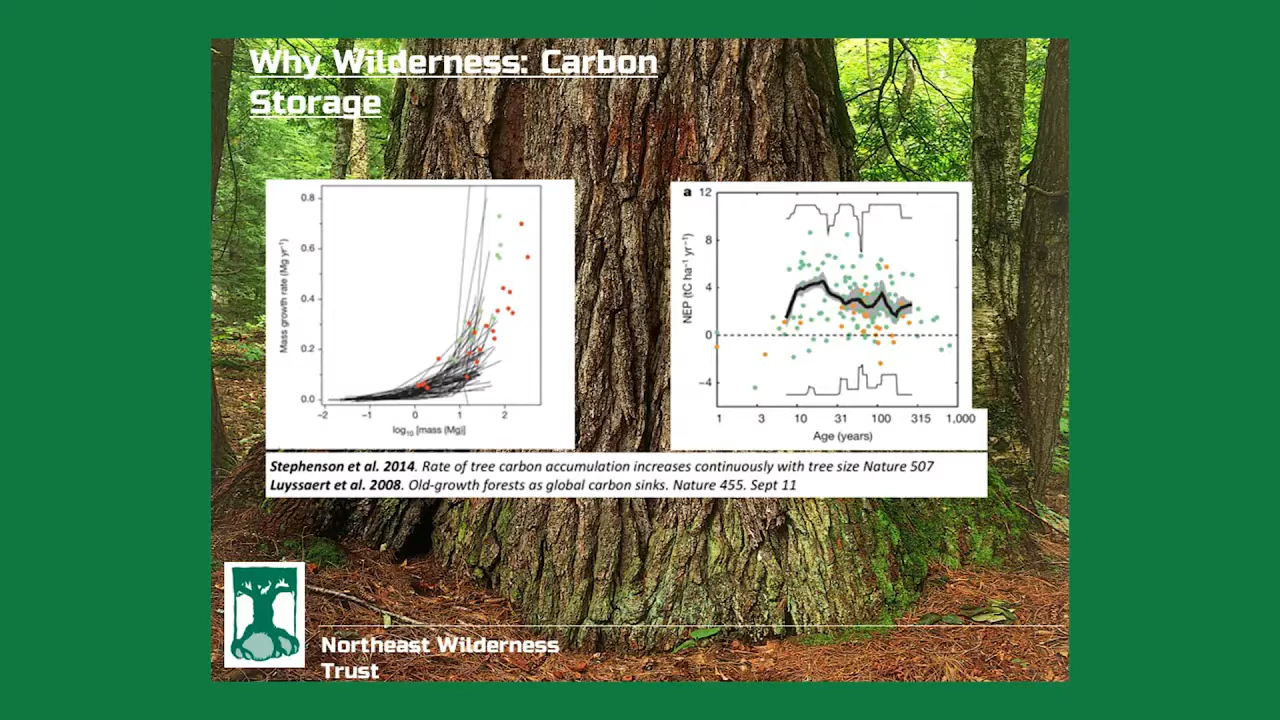 Why Wilderness: Carbon
Storage
Mass growth rate (Mg yr⁻¹)
0.8
0.6
0.4
0.2
0.0
−2 −1 0 1 2
log₁₀ [mass (Mg)]
a
NEP (tC ha⁻¹ yr⁻¹)
12
8
4
0
−4
1 3 10 31 100 315 1,000
Age (years)
Stephenson et al. 2014. Rate of tree carbon accumulation increases continuously with tree size Nature 507
Luyssaert et al. 2008. Old-growth forests as global carbon sinks. Nature 455. Sept 11
Northeast Wilderness
Trust